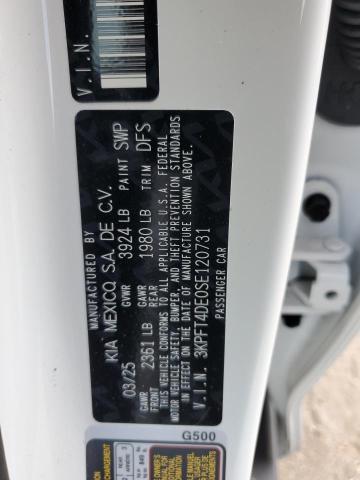 V.I.N.
MANUFACTURED BY
KIA MEXICO, S.A. DE C.V.
03/25 GVWR 3924 LB PAINT SWP
GAWR FRONT 2361 LB GAWR REAR 1980 LB TRIM DFS
THIS VEHICLE CONFORMS TO ALL APPLICABLE U.S.A. FEDERAL
MOTOR VEHICLE SAFETY, BUMPER, AND THEFT PREVENTION STANDARDS
IN EFFECT ON THE DATE OF MANUFACTURE SHOWN ABOVE.
V.I.N. : 3KPFT4DE0SE120731
PASSENGER CAR
G500
REAR